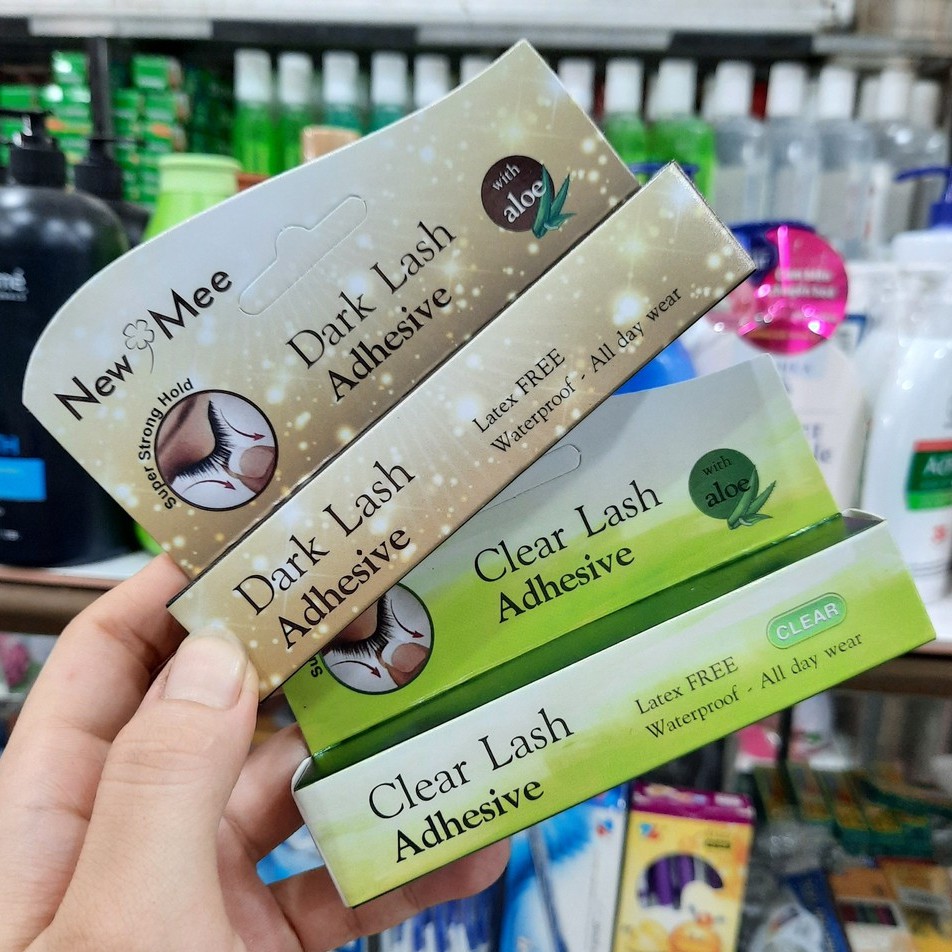 New Mee
Super Strong Hold
Dark Lash
Adhesive
with
aloe
Dark Lash
Adhesive
Latex FREE
Waterproof - All day wear
Clear Lash
Adhesive
with
aloe
Clear Lash
Adhesive
Latex FREE
Waterproof - All day wear
CLEAR